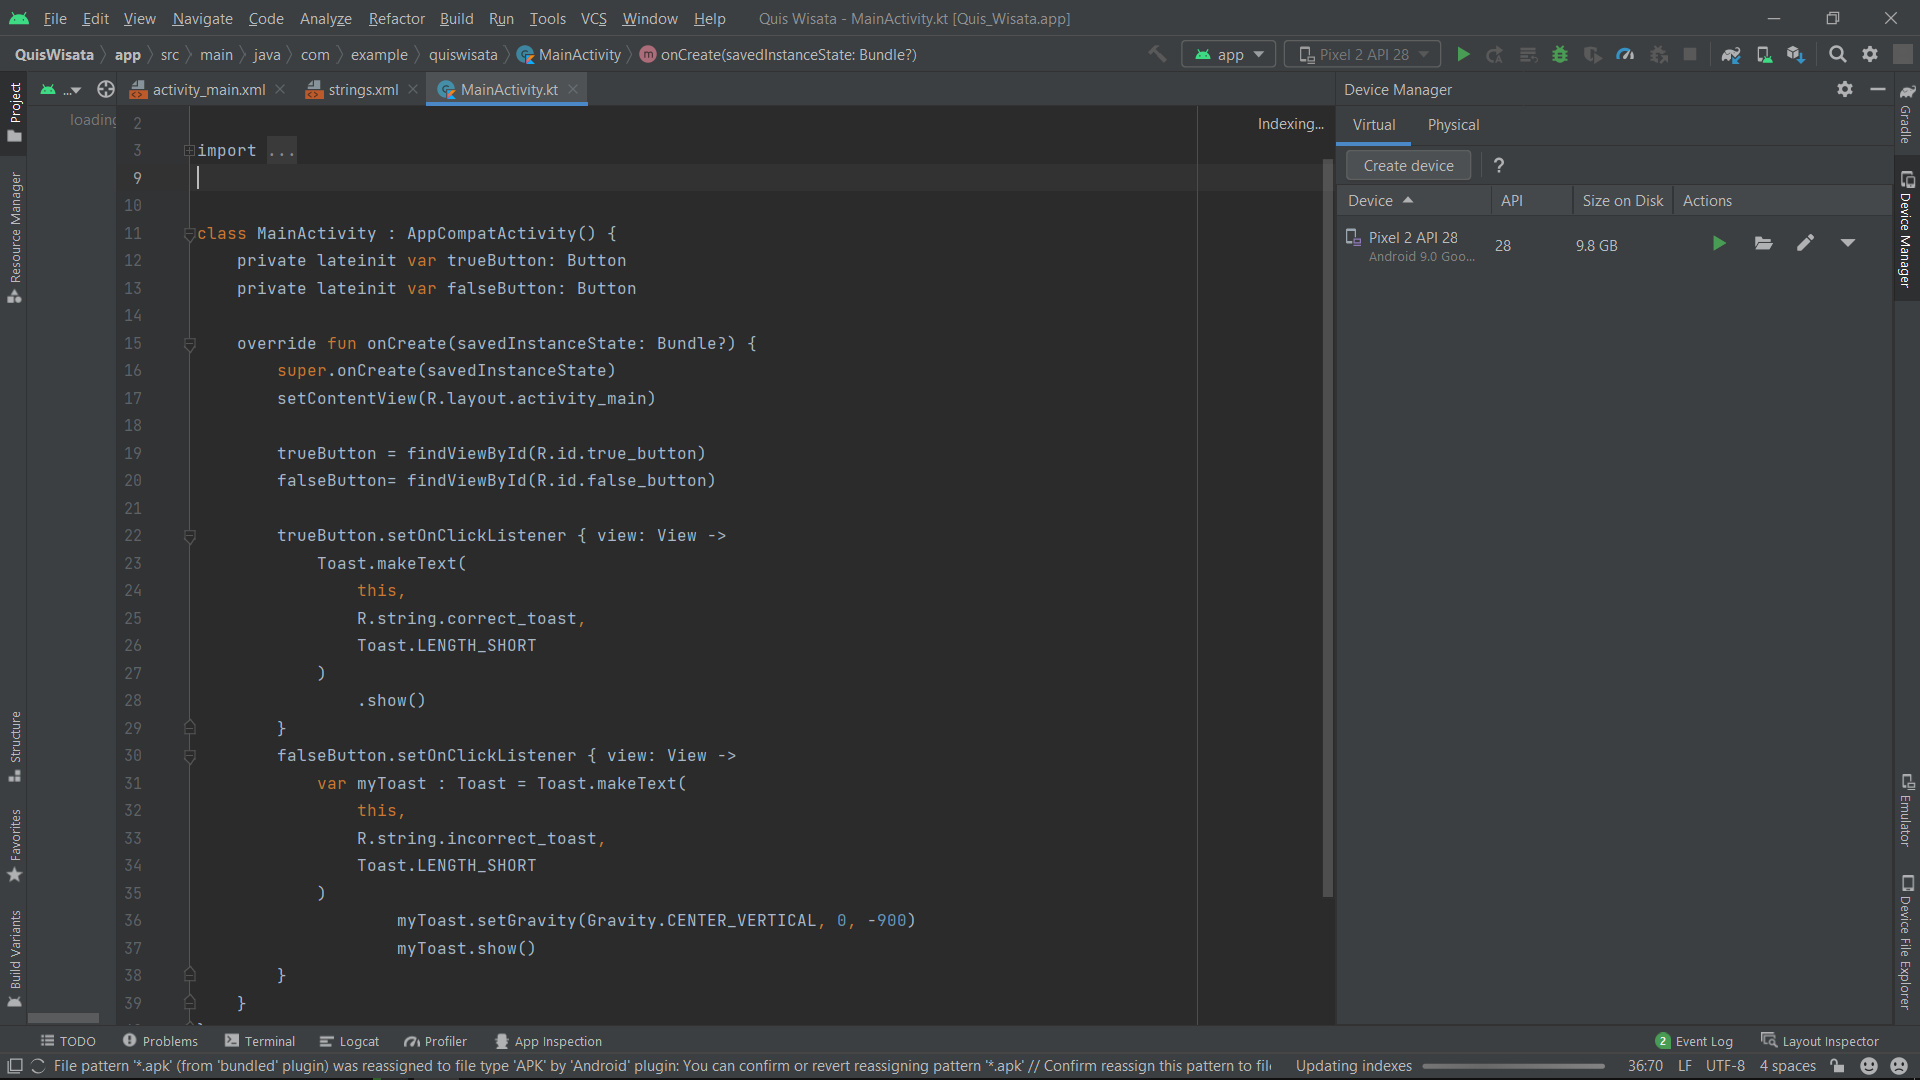 File Edit View Navigate Code Analyze Refactor Build Run Tools VCS Window Help Quis Wisata - MainActivity.kt [Quis_Wisata.app]
QuisWisata app src main java com example quiswisata MainActivity m onCreate(savedInstanceState: Bundle?) app Pixel 2 API 28
Project
Resource Manager
Structure
Favorites
Build Variants
... activity_main.xml strings.xml MainActivity.kt
loading
Indexing...
2
3 import ...
9
10
11 class MainActivity : AppCompatActivity() {
12 private lateinit var trueButton: Button
13 private lateinit var falseButton: Button
14
15 override fun onCreate(savedInstanceState: Bundle?) {
16 super.onCreate(savedInstanceState)
17 setContentView(R.layout.activity_main)
18
19 trueButton = findViewById(R.id.true_button)
20 falseButton= findViewById(R.id.false_button)
21
22 trueButton.setOnClickListener { view: View ->
23 Toast.makeText(
24 this,
25 R.string.correct_toast,
26 Toast.LENGTH_SHORT
27 )
28 .show()
29 }
30 falseButton.setOnClickListener { view: View ->
31 var myToast : Toast = Toast.makeText(
32 this,
33 R.string.incorrect_toast,
34 Toast.LENGTH_SHORT
35 )
36 myToast.setGravity(Gravity.CENTER_VERTICAL, 0, -900)
37 myToast.show()
38 }
39 }
Device Manager
Virtual Physical
Create device ?
Device API Size on Disk Actions
Pixel 2 API 28 28 9.8 GB
Android 9.0 Goo...
Gradle
Device Manager
Emulator
Device File Explorer
TODO Problems Terminal Logcat Profiler App Inspection 2 Event Log Layout Inspector
File pattern '*.apk' (from 'bundled' plugin) was reassigned to file type 'APK' by 'Android' plugin: You can confirm or revert reassigning pattern '*.apk' // Confirm reassign this pattern to file Updating indexes 36:70 LF UTF-8 4 spaces